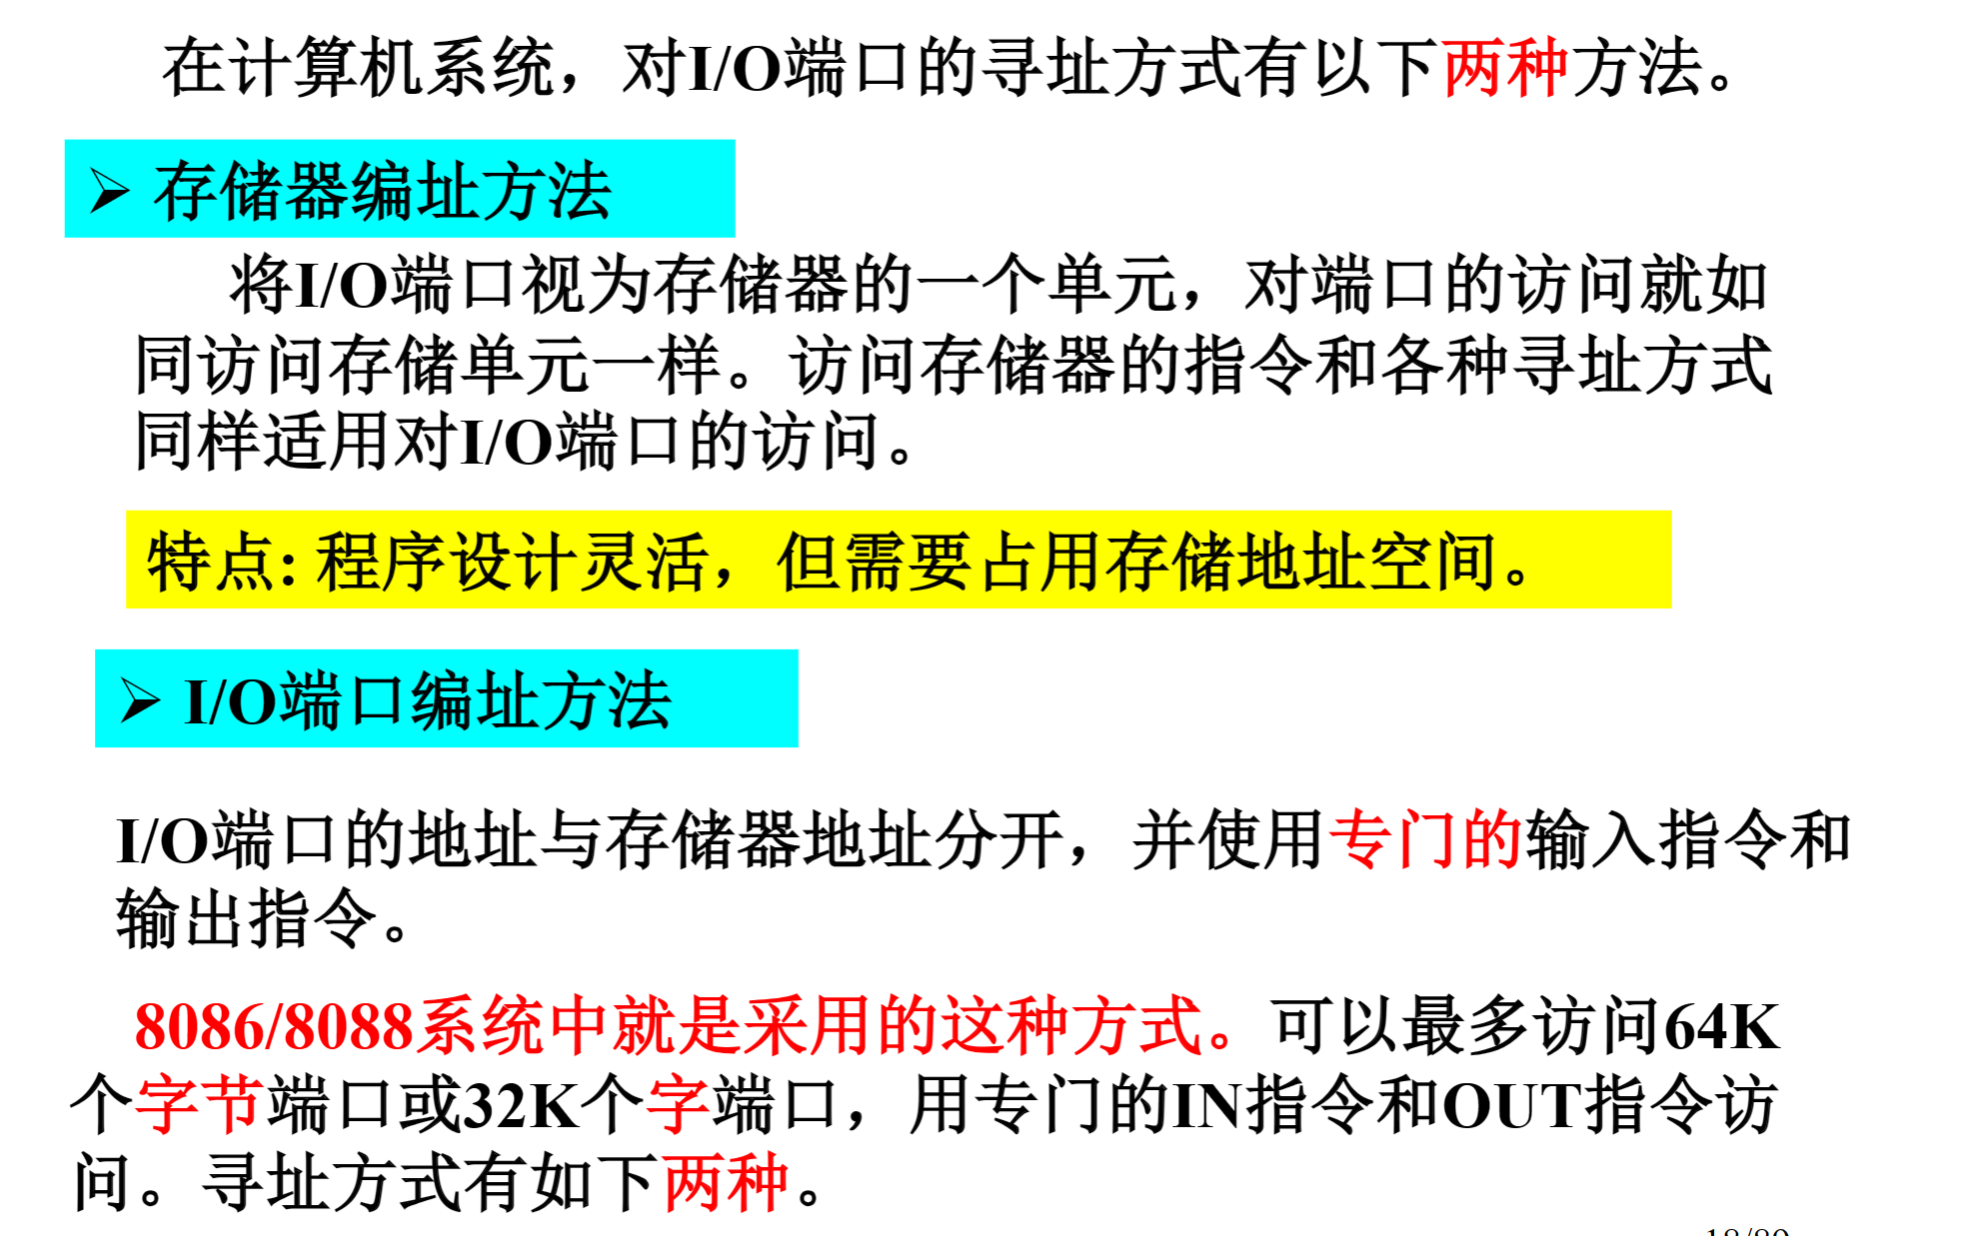 在计算机系统，对I/O端口的寻址方式有以下两种方法。
➢ 存储器编址方法
将I/O端口视为存储器的一个单元，对端口的访问就如
同访问存储单元一样。访问存储器的指令和各种寻址方式
同样适用对I/O端口的访问。
特点: 程序设计灵活，但需要占用存储地址空间。
➢ I/O端口编址方法
I/O端口的地址与存储器地址分开，并使用专门的输入指令和
输出指令。
8086/8088系统中就是采用的这种方式。可以最多访问64K
个字节端口或32K个字端口，用专门的IN指令和OUT指令访
问。寻址方式有如下两种。